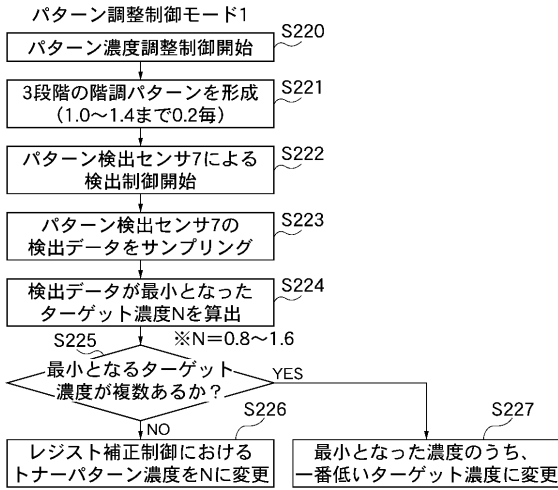 パターン調整制御モード1
S220
パターン濃度調整制御開始
S221
3段階の階調パターンを形成
(1.0〜1.4まで0.2毎)
S222
パターン検出センサ7による
検出制御開始
S223
パターン検出センサ7の
検出データをサンプリング
S224
検出データが最小となった
ターゲット濃度Nを算出
※N=0.8〜1.6
S225
最小となるターゲット
濃度が複数あるか?
YES
NO
S226
レジスト補正制御における
トナーパターン濃度をNに変更
S227
最小となった濃度のうち、
一番低いターゲット濃度に変更